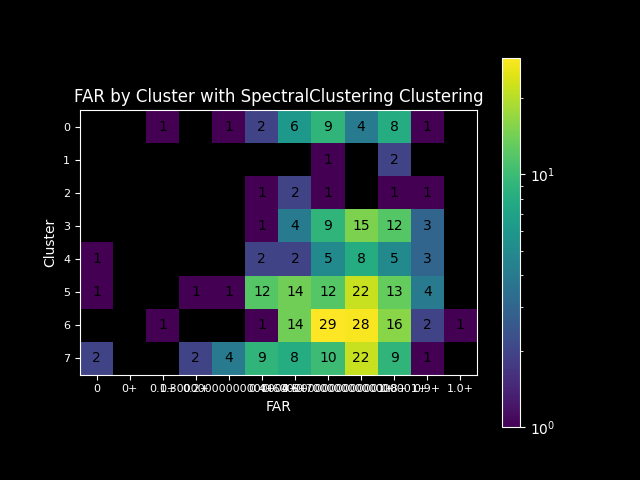 FAR by Cluster with SpectralClustering Clustering
0 1 1 2 6 9 4 8 1
1 1 2
2 1 2 1 1 1
3 1 4 9 15 12 3
4 1 2 2 5 8 5 3
5 1 1 1 12 14 12 22 13 4
6 1 1 14 29 28 16 2 1
7 2 2 4 9 8 10 22 9 1
0 0+ 0.9+ 1.0+
Cluster
FAR
10¹
10⁰